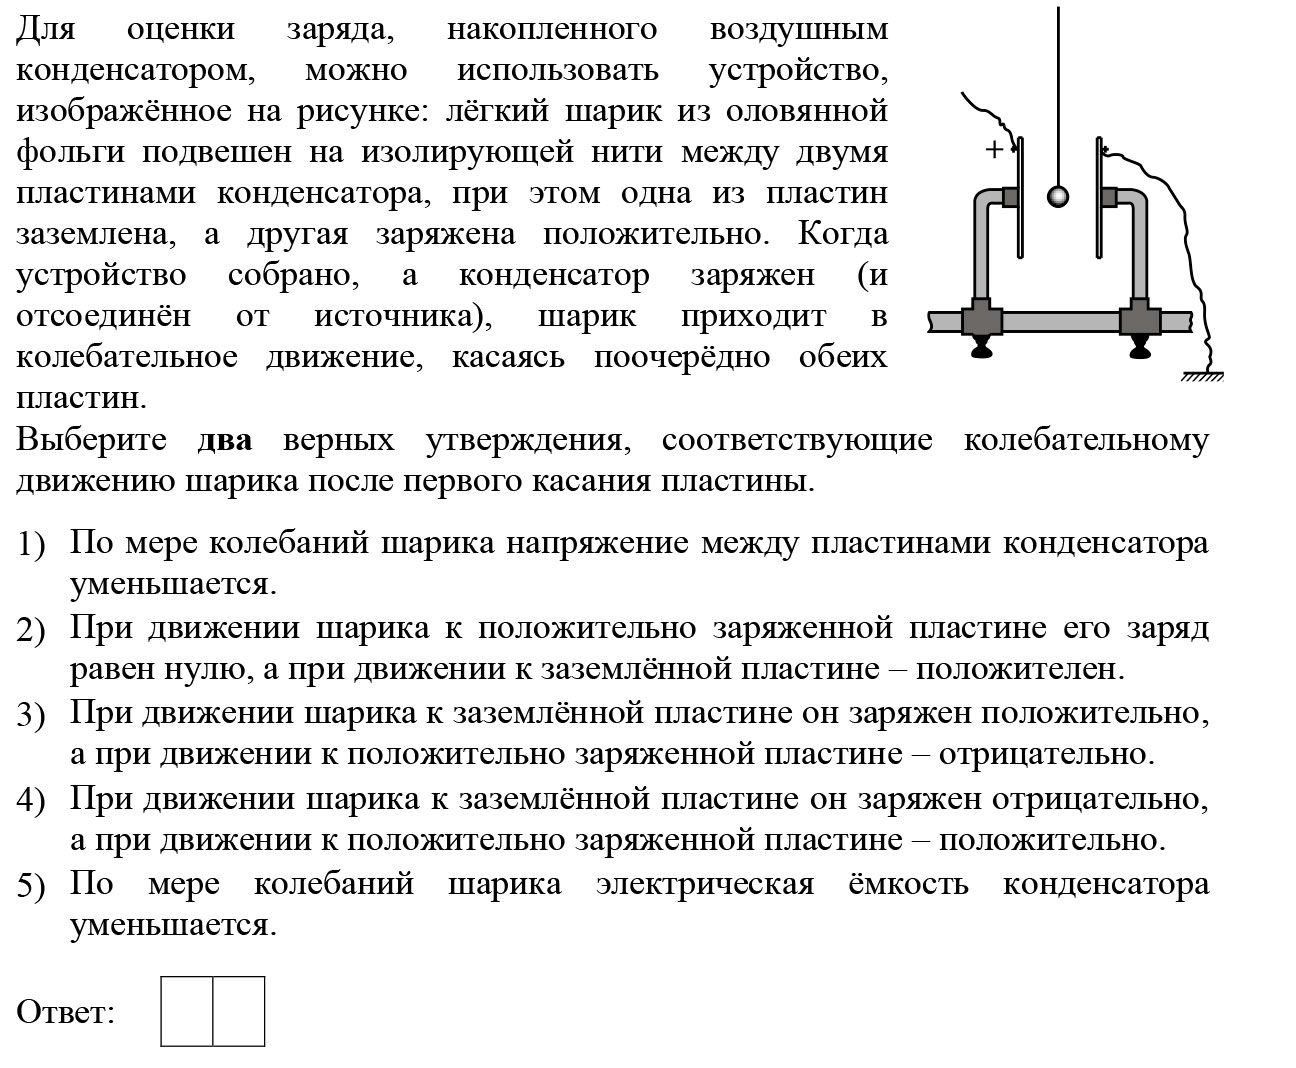 Для оценки заряда, накопленного воздушным
конденсатором, можно использовать устройство,
изображённое на рисунке: лёгкий шарик из оловянной
фольги подвешен на изолирующей нити между двумя
пластинами конденсатора, при этом одна из пластин
заземлена, а другая заряжена положительно. Когда
устройство собрано, а конденсатор заряжен (и
отсоединён от источника), шарик приходит в
колебательное движение, касаясь поочерёдно обеих
пластин.
+
Выберите два верных утверждения, соответствующие колебательному
движению шарика после первого касания пластины.
1) По мере колебаний шарика напряжение между пластинами конденсатора
уменьшается.
2) При движении шарика к положительно заряженной пластине его заряд
равен нулю, а при движении к заземлённой пластине – положителен.
3) При движении шарика к заземлённой пластине он заряжен положительно,
а при движении к положительно заряженной пластине – отрицательно.
4) При движении шарика к заземлённой пластине он заряжен отрицательно,
а при движении к положительно заряженной пластине – положительно.
5) По мере колебаний шарика электрическая ёмкость конденсатора
уменьшается.
Ответ: